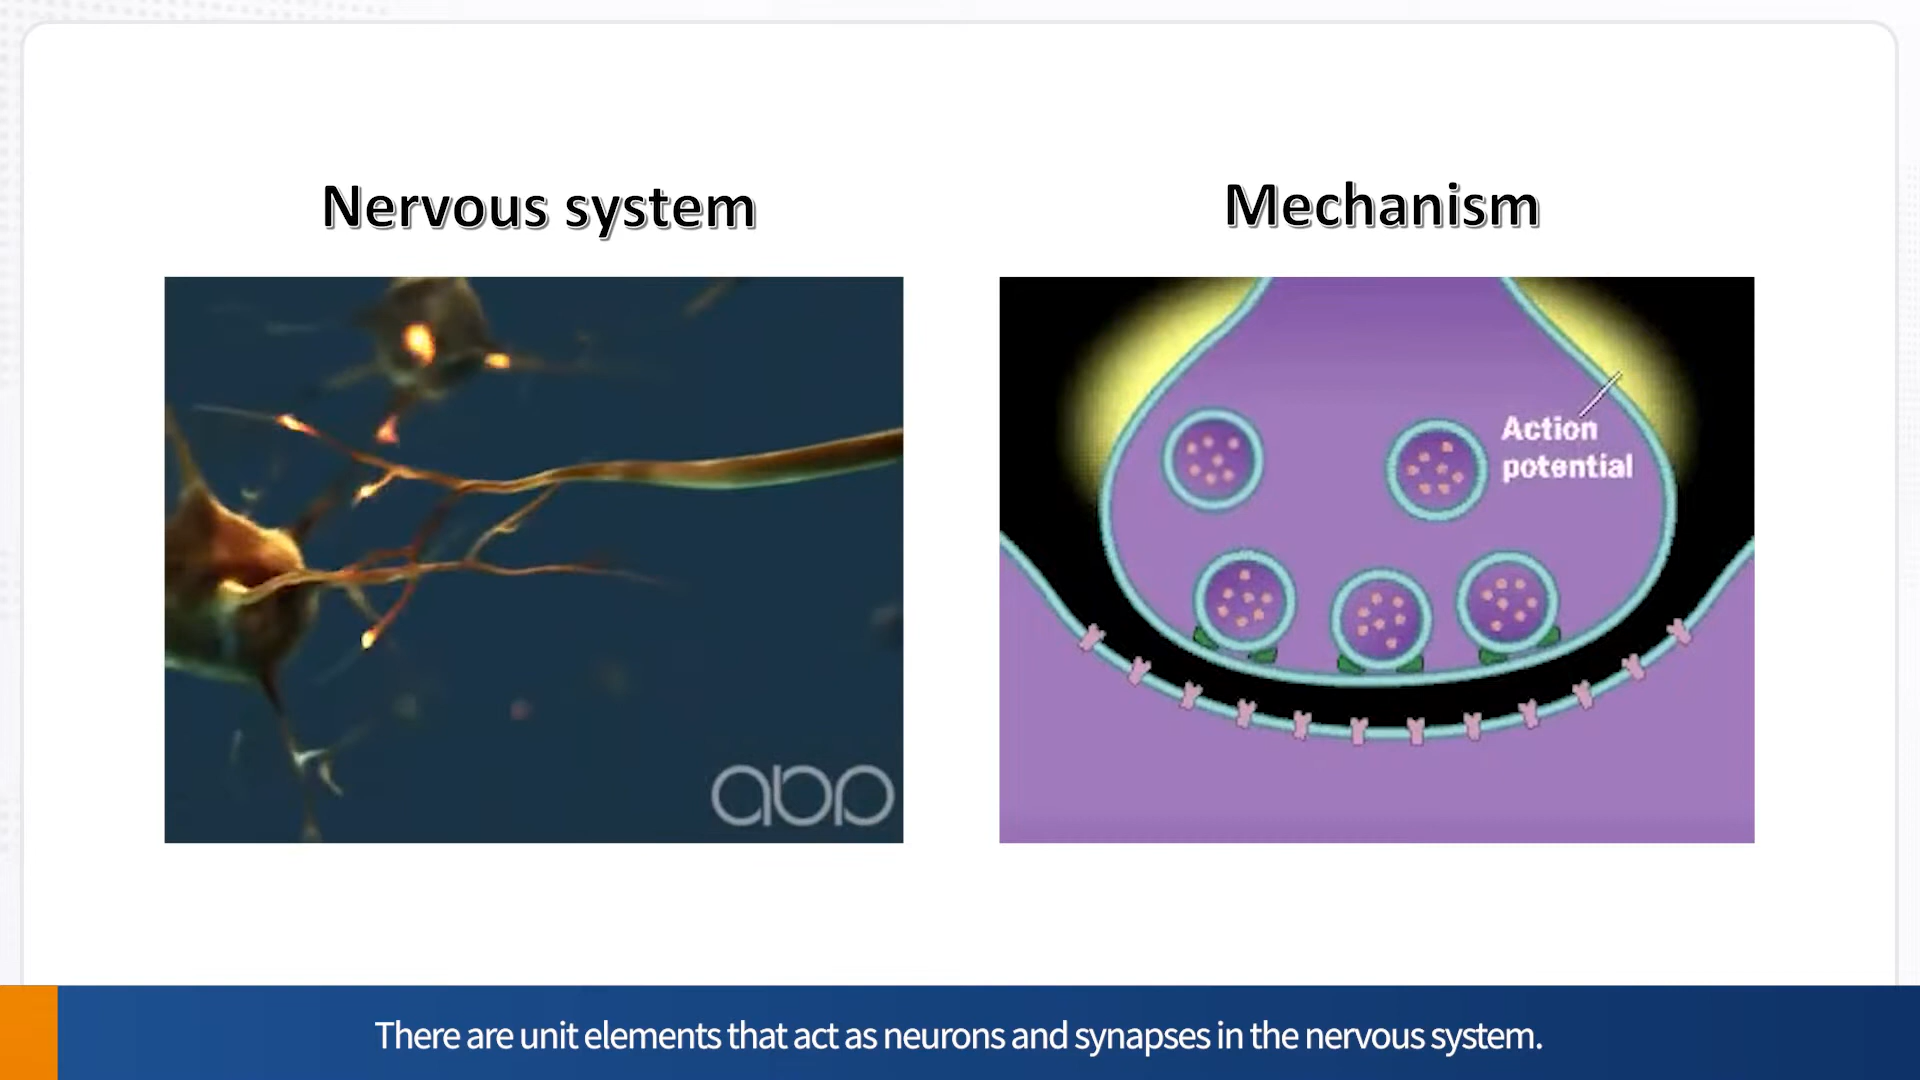 Nervous system
Mechanism
Action
potential
abp
There are unit elements that act as neurons and synapses in the nervous system.